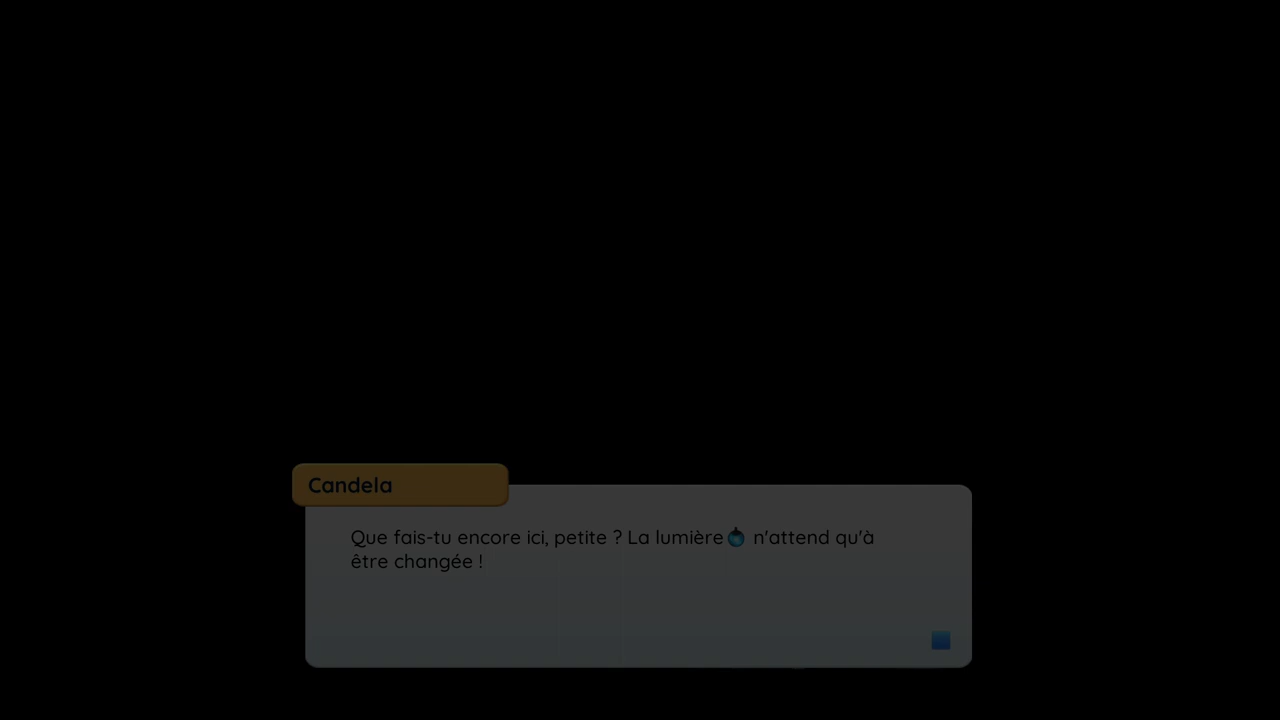 Candela
Que fais-tu encore ici, petite ? La lumière n'attend qu'à
être changée !